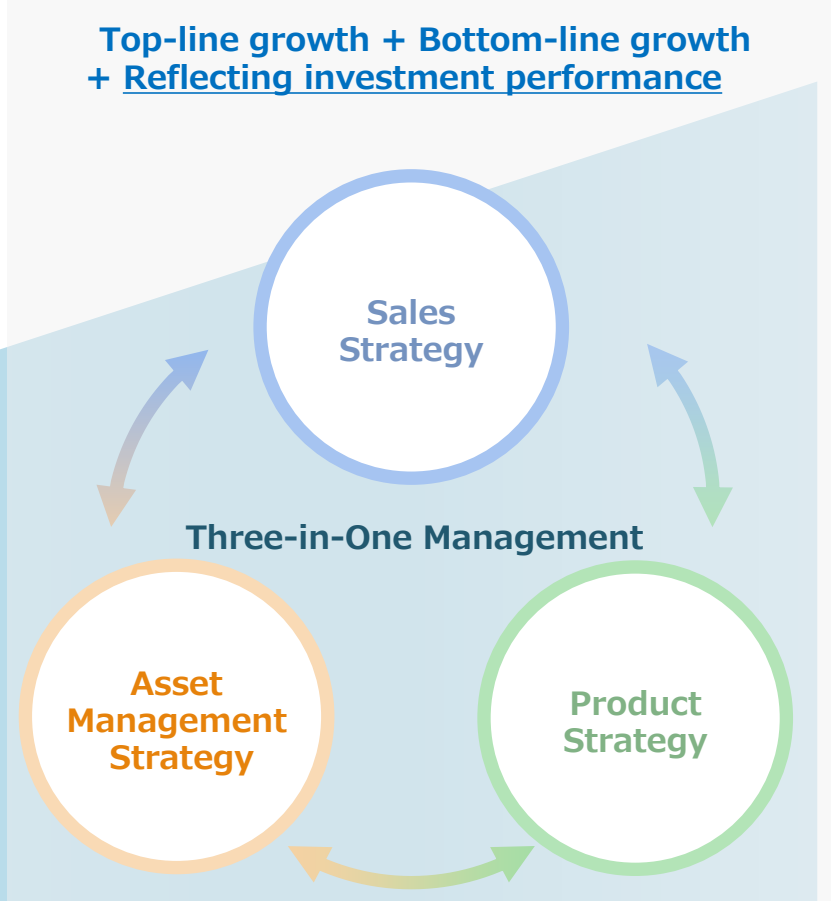 Top-line growth + Bottom-line growth
+ Reflecting investment performance
Sales
Strategy
Three-in-One Management
Asset
Management
Strategy
Product
Strategy